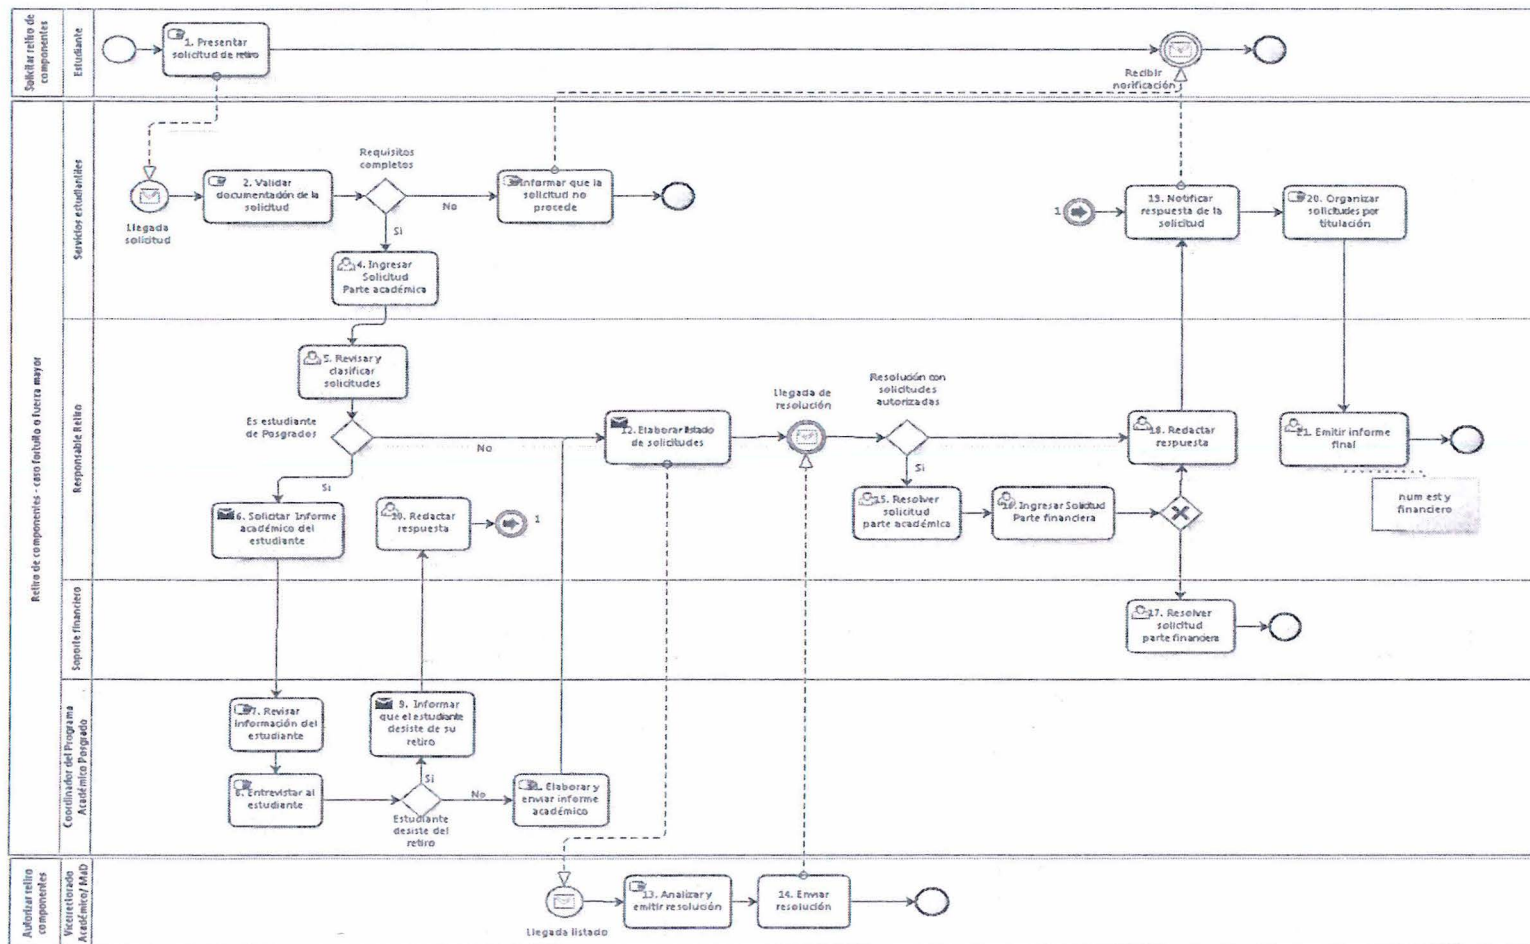 Solicitar retiro de
componentes
Estudiante
1. Presentar
solicitud de retiro
Recibir
norificación
Retiro de componentes - caso fortuito o fuerza mayor
Servicios estudiantiles
Llegada
solicitud
2. Validar
documentación de la
solicitud
Requisitos
completos
No
Si
Informar que la
solicitud no
procede
4. Ingresar
Solicitud
Parte académica
1
19. Notificar
respuesta de la
solicitud
20. Organizar
solicitudes por
titulación
Responsable Retiro
5. Revisar y
clasificar
solicitudes
Es estudiante
de Posgrados
No
Si
6. Solicitar Informe
académico del
estudiante
10. Redactar
respuesta
1
12. Elaborar listado
de solicitudes
Llegada de
resolución
Resolución con
solicitudes
autorizadas
Si
15. Resolver
solicitud
parte académica
16. Ingresar Solicitud
Parte financiera
18. Redactar
respuesta
21. Emitir informe
final
num est y
financiero
Soporte financiero
17. Resolver
solicitud
parte financiera
Coordinador del Programa
Académico Posgrado
7. Revisar
información del
estudiante
8. Entrevistar al
estudiante
9. Informar
que el estudiante
desiste de su
retiro
Si
No
Estudiante
desiste del
retiro
1. Elaborar y
enviar informe
académico
Autorizar retiro
componentes
Vicerrectorado
Académico/ MaD
Llegada listado
13. Analizar y
emitir resolución
14. Enviar
resolución